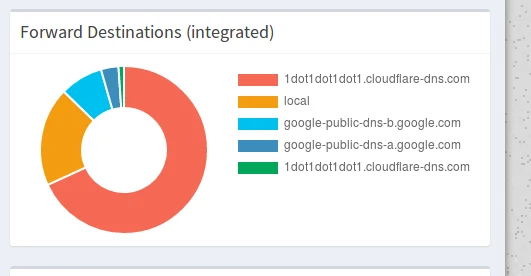 Forward Destinations (integrated)
1dot1dot1dot1.cloudflare-dns.com
local
google-public-dns-b.google.com
google-public-dns-a.google.com
1dot1dot1dot1.cloudflare-dns.com